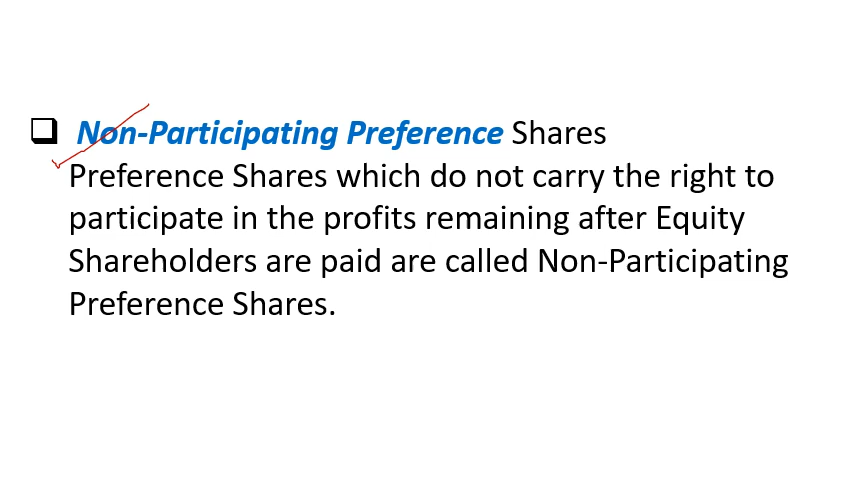 Non-Participating Preference Shares
Preference Shares which do not carry the right to
participate in the profits remaining after Equity
Shareholders are paid are called Non-Participating
Preference Shares.